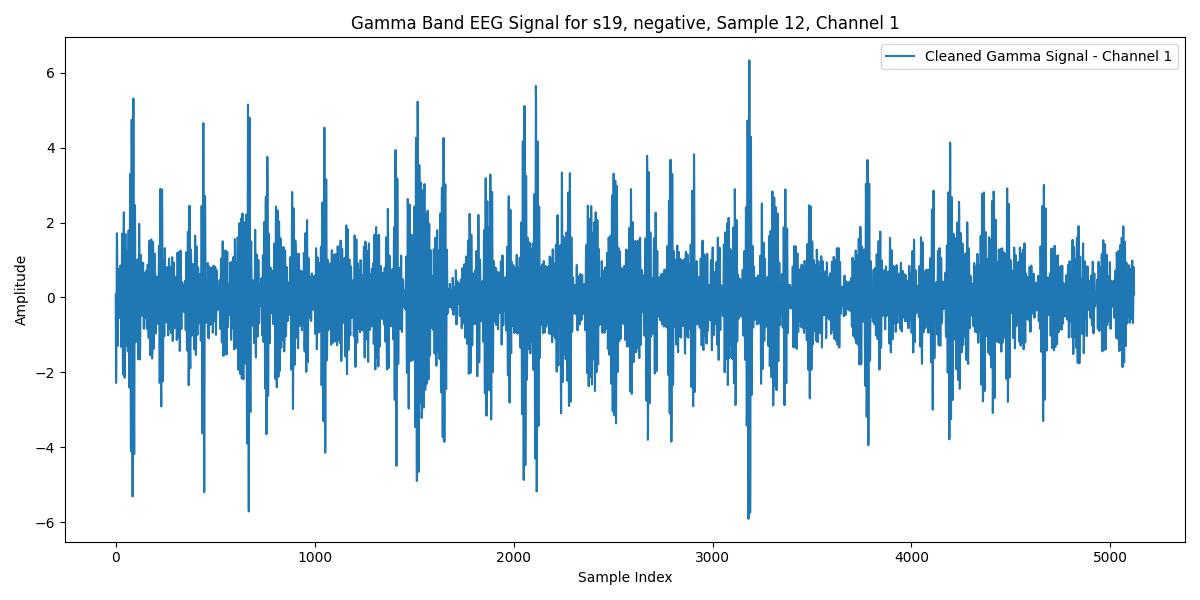 Gamma Band EEG Signal for s19, negative, Sample 12, Channel 1
Cleaned Gamma Signal - Channel 1
6
4
2
0
−2
−4
−6
Amplitude
0 1000 2000 3000 4000 5000
Sample Index